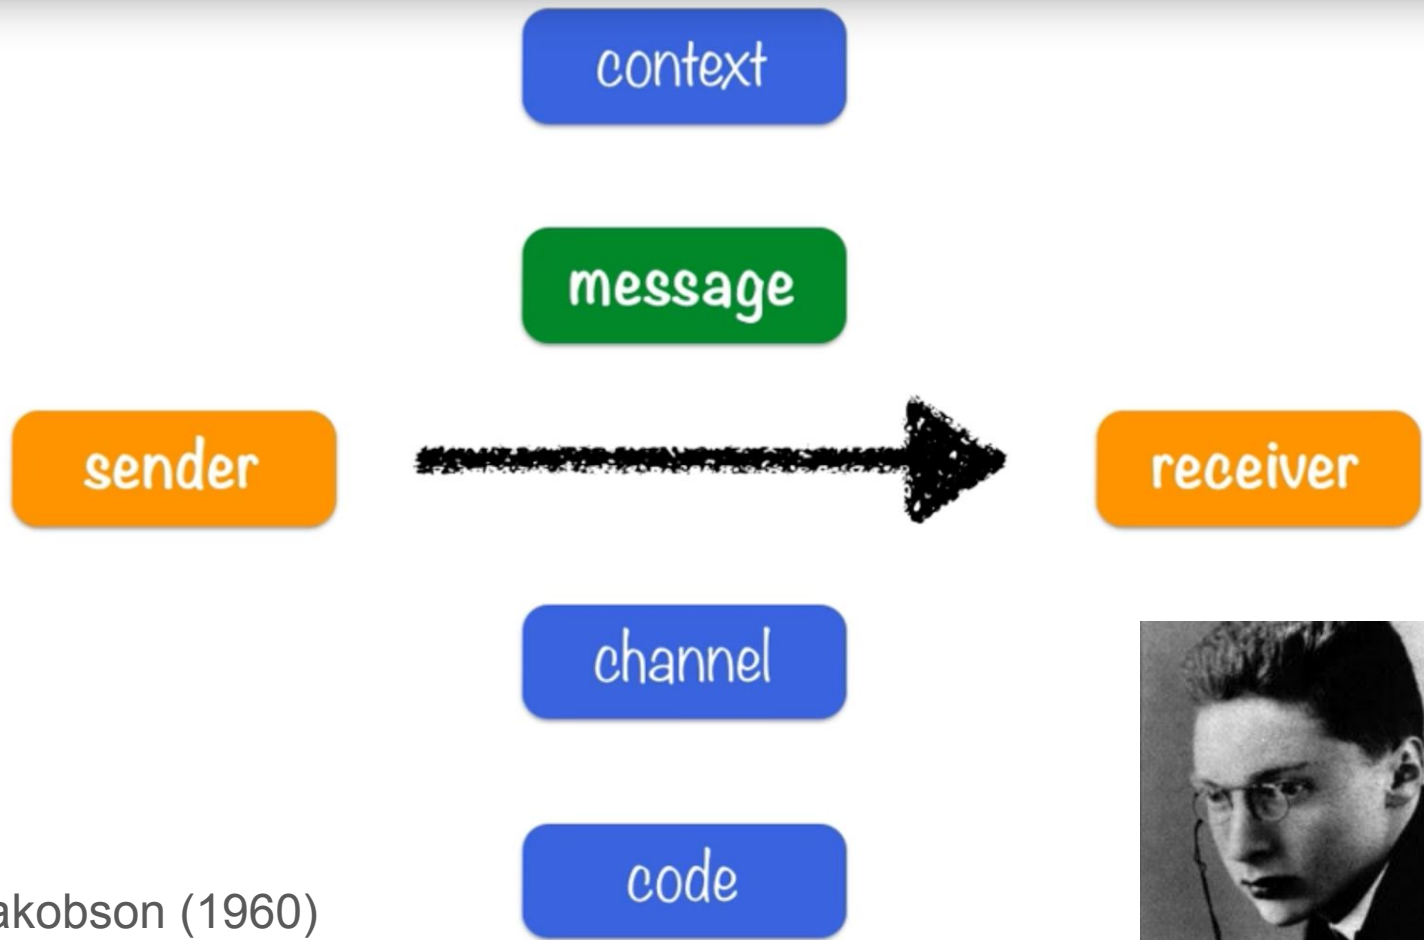 context
message
sender
receiver
channel
code
akobson (1960)